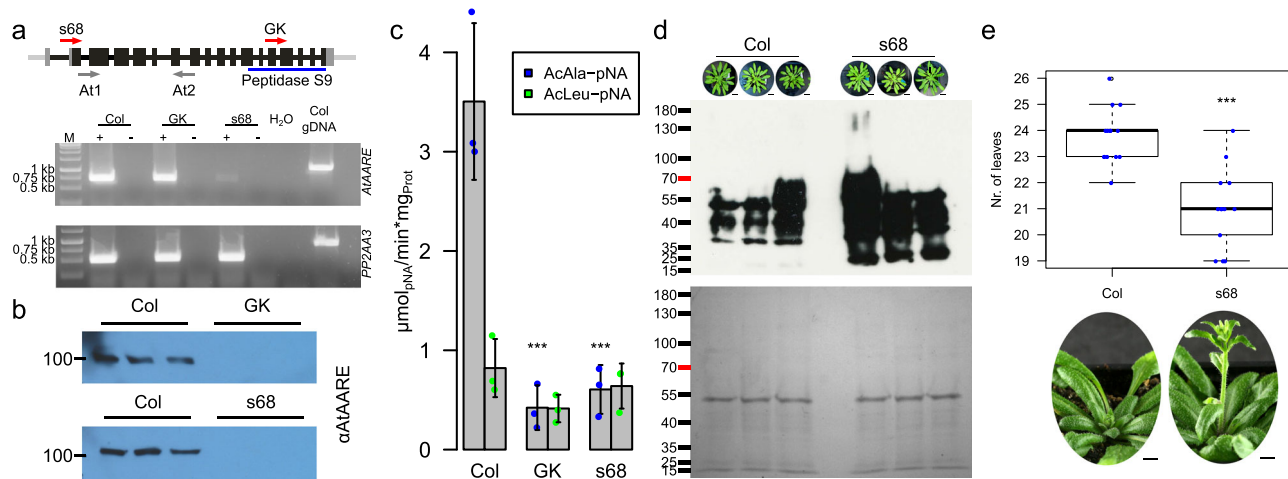 a
s68
GK
Peptidase S9
At1
At2
Col
GK
s68
H2O
Col gDNA
M
+ - + - + -
1 kb
0.75 kb
0.5 kb
AtAARE
1 kb
0.75 kb
0.5 kb
PP2AA3
b
Col
GK
100
Col
s68
100
αAtAARE
c
AcAla−pNA
AcLeu−pNA
μmolpNA/min*mgProt
4
3
2
1
0
***
***
Col
GK
s68
d
Col
s68
180
130
100
70
55
40
35
25
15
180
130
100
70
55
40
35
25
15
e
Nr. of leaves
26
25
24
23
22
21
20
19
***
Col
s68